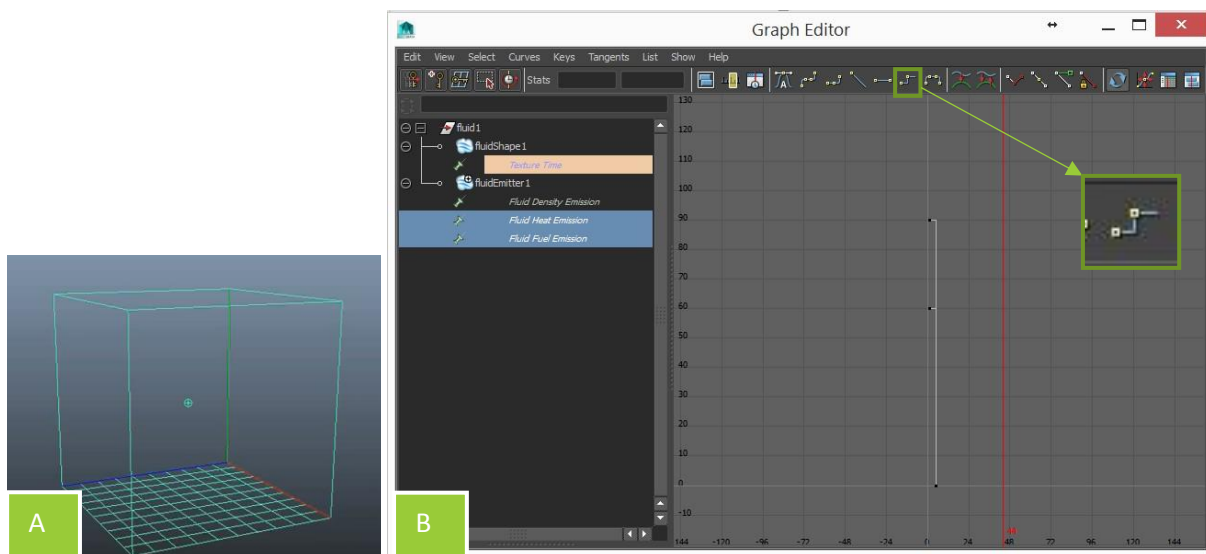 Graph Editor
Edit View Select Curves Keys Tangents List Show Help
Stats
130
fluid1
120
fluidShape1
Texture Time
110
fluidEmitter1
100
Fluid Density Emission
Fluid Heat Emission
90
Fluid Fuel Emission
80
70
60
50
40
30
20
10
0
-10
A
B
144 -120 -96 -72 -48 -24 0 24 48 72 96 120 144